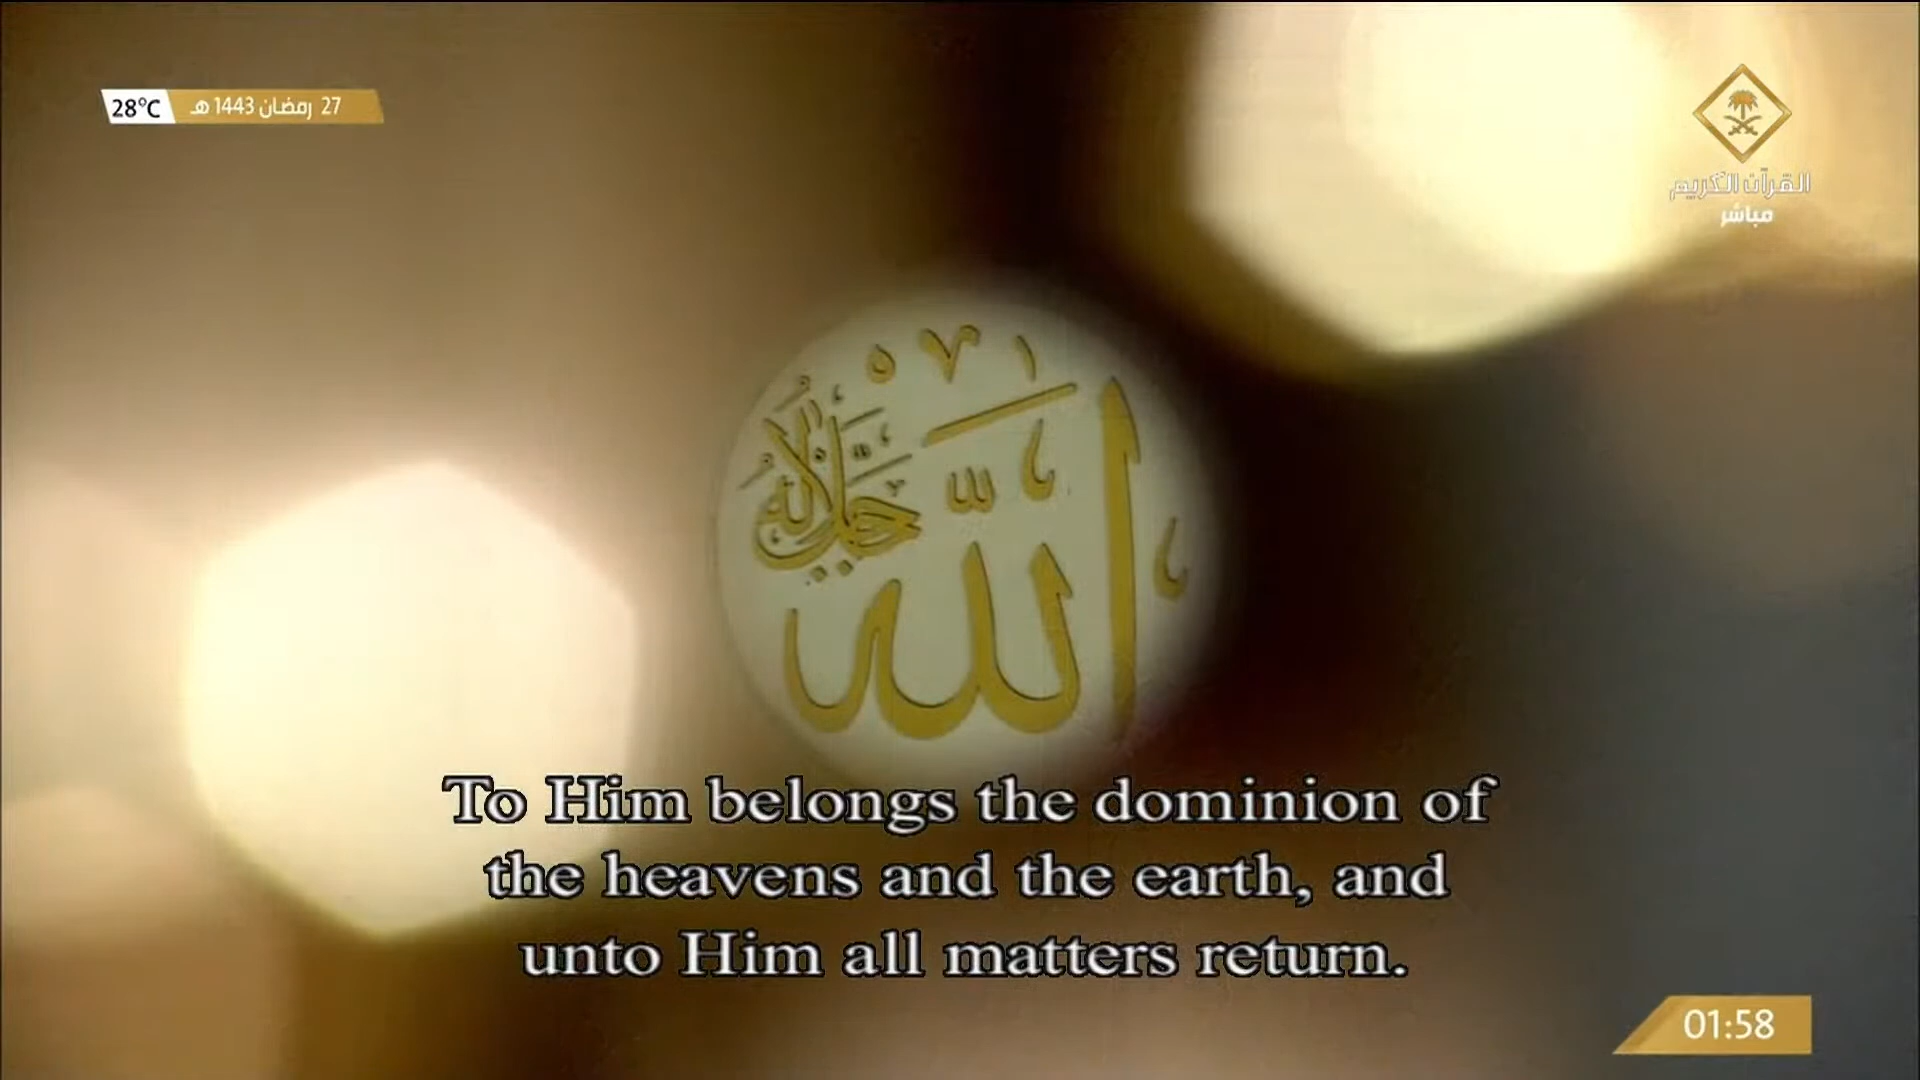 28°C 27 رمضان 1443 هـ
القرآن الكريم
مباشر
الله
جل جلاله
To Him belongs the dominion of
the heavens and the earth, and
unto Him all matters return.
01:58